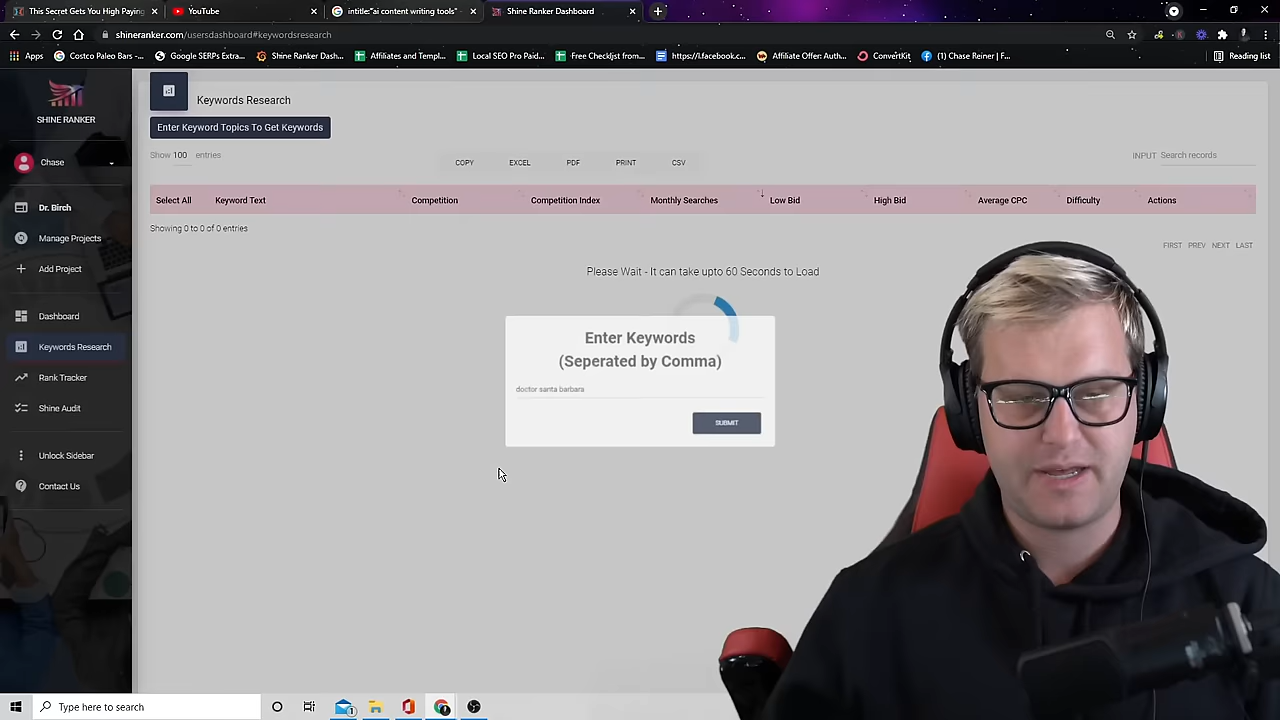 This Secret Gets You High Paying
YouTube
intitle:"ai content writing tools"
Shine Ranker Dashboard
shineranker.com/usersdashboard#keywordsresearch
Apps
Costco Paleo Bars -...
Google SERPs Extra...
Shine Ranker Dash...
Affiliates and Templ...
Local SEO Pro Paid...
Free Checklist from...
https://l.facebook.c...
Affiliate Offer: Auth...
ConvertKit
(1) Chase Reiner | F...
Reading list
SHINE RANKER
Chase
Dr. Birch
Manage Projects
Add Project
Dashboard
Keywords Research
Rank Tracker
Shine Audit
Unlock Sidebar
Contact Us
Keywords Research
Enter Keyword Topics To Get Keywords
Show 100 entries
COPY EXCEL PDF PRINT CSV
INPUT Search records
Select All Keyword Text Competition Competition Index Monthly Searches Low Bid High Bid Average CPC Difficulty Actions
Showing 0 to 0 of 0 entries
FIRST PREV NEXT LAST
Please Wait - It can take upto 60 Seconds to Load
Enter Keywords
(Seperated by Comma)
doctor santa barbara
SUBMIT
Type here to search